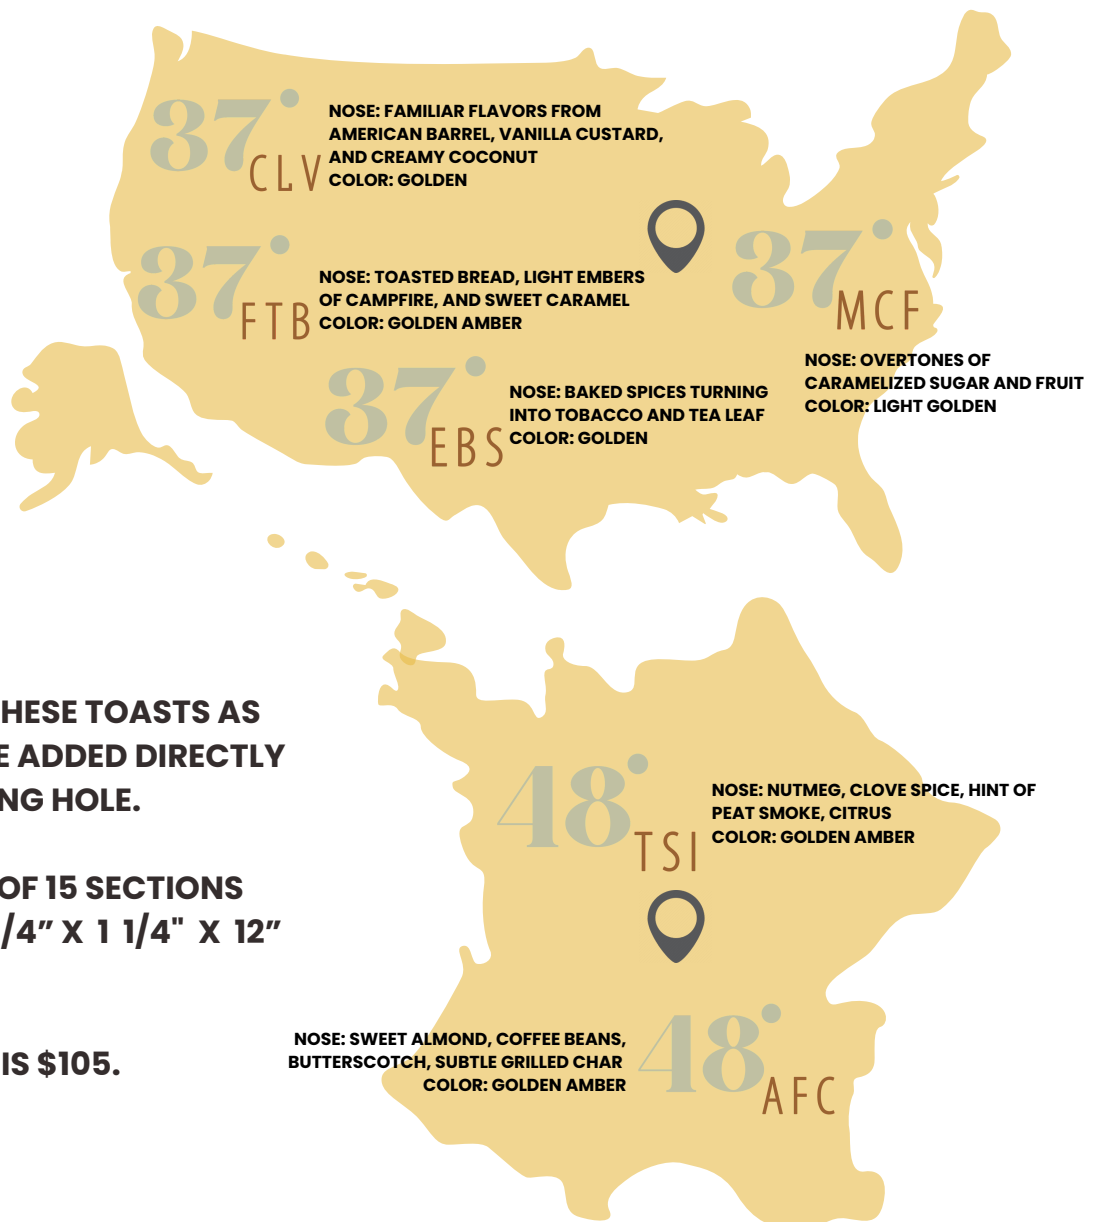 37°
CLV
NOSE: FAMILIAR FLAVORS FROM
AMERICAN BARREL, VANILLA CUSTARD,
AND CREAMY COCONUT
COLOR: GOLDEN
37°
FTB
NOSE: TOASTED BREAD, LIGHT EMBERS
OF CAMPFIRE, AND SWEET CARAMEL
COLOR: GOLDEN AMBER
37°
MCF
NOSE: OVERTONES OF
CARAMELIZED SUGAR AND FRUIT
COLOR: LIGHT GOLDEN
37°
EBS
NOSE: BAKED SPICES TURNING
INTO TOBACCO AND TEA LEAF
COLOR: GOLDEN
HESE TOASTS AS
E ADDED DIRECTLY
NG HOLE.
OF 15 SECTIONS
/4” X 1 1/4" X 12”
IS $105.
48°
TSI
NOSE: NUTMEG, CLOVE SPICE, HINT OF
PEAT SMOKE, CITRUS
COLOR: GOLDEN AMBER
NOSE: SWEET ALMOND, COFFEE BEANS,
BUTTERSCOTCH, SUBTLE GRILLED CHAR
COLOR: GOLDEN AMBER
48°
AFC